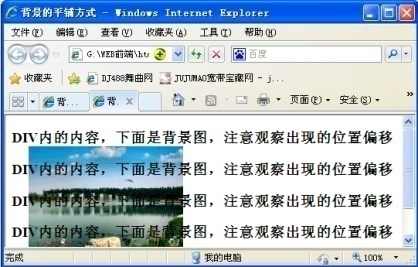 背景的平铺方式 - Windows Internet Explorer
文件(F) 编辑(E) 查看(V) 收藏夹(A) 工具(T) 帮助(H)
G:\WEB前端\htm 百度
收藏夹 DJ488舞曲网 JUJUMAO宽带宝藏网 - j...
背... 背. 页面(P) 安全(S)
DIV内的内容，下面是背景图，注意观察出现的位置偏移
DIV内的内容，下面是背景图，注意观察出现的位置偏移
DIV内的内容，下面是背景图，注意观察出现的位置偏移
DIV内的内容，下面是背景图，注意观察出现的位置偏移
完成 我的电脑 100%